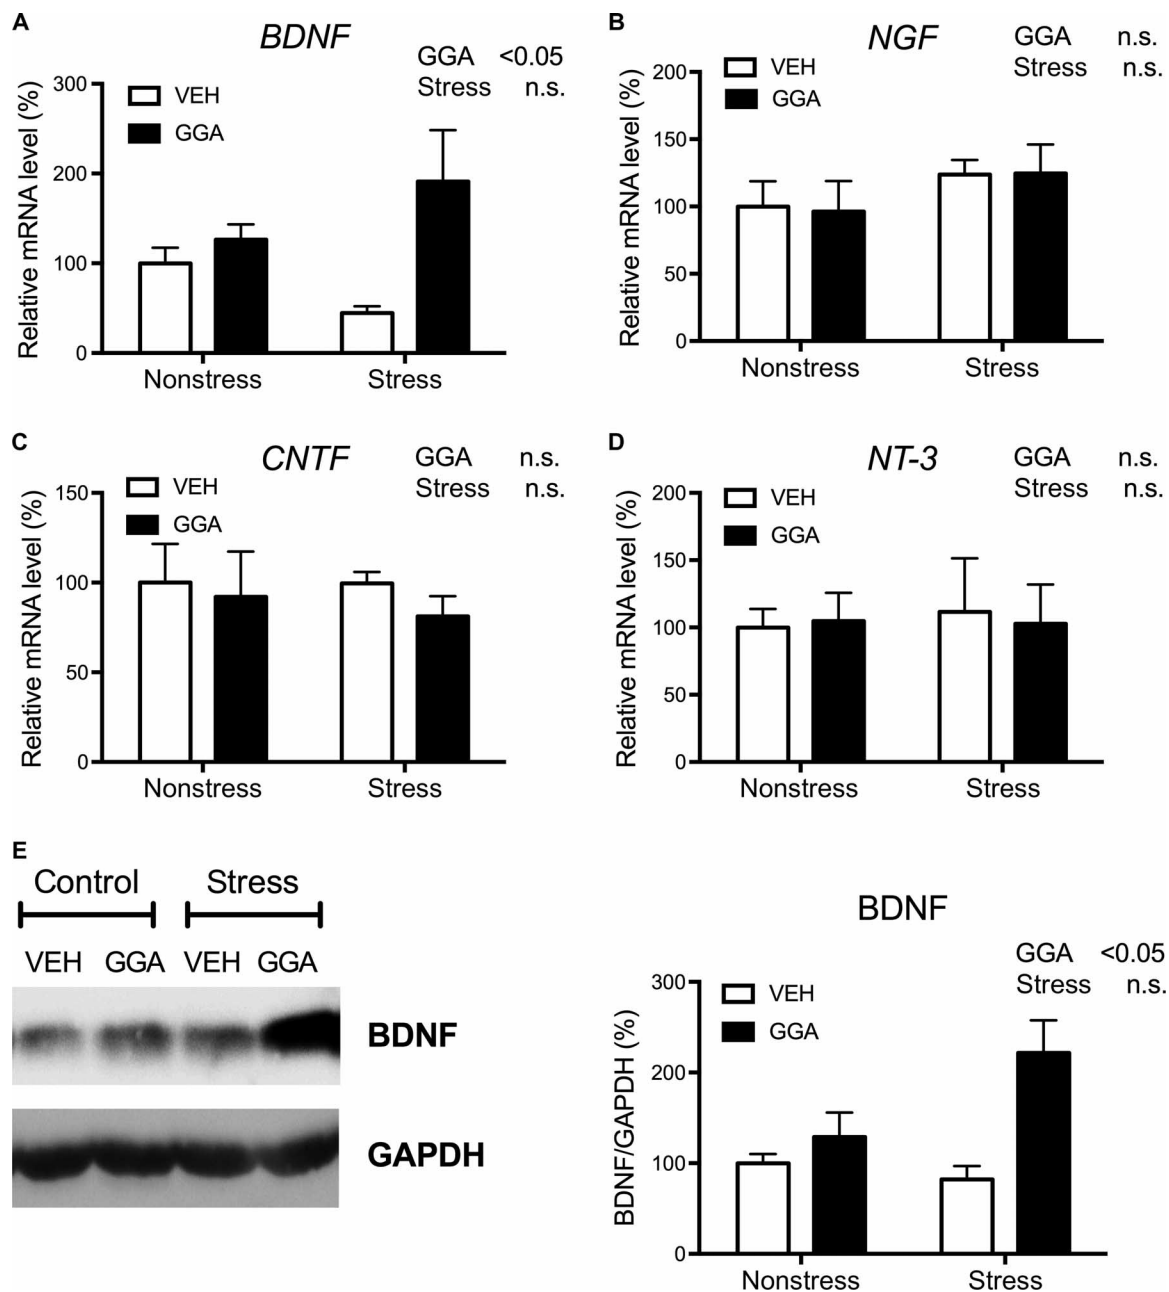 A
BDNF
GGA <0.05
Stress n.s.
VEH
GGA
Relative mRNA level (%)
300
200
100
0
Nonstress Stress
B
NGF
GGA n.s.
Stress n.s.
VEH
GGA
Relative mRNA level (%)
200
150
100
50
0
Nonstress Stress
C
CNTF
GGA n.s.
Stress n.s.
VEH
GGA
Relative mRNA level (%)
150
100
50
0
Nonstress Stress
D
NT-3
GGA n.s.
Stress n.s.
VEH
GGA
Relative mRNA level (%)
200
150
100
50
0
Nonstress Stress
E
Control Stress
VEH GGA VEH GGA
BDNF
GAPDH
BDNF
GGA <0.05
Stress n.s.
VEH
GGA
BDNF/GAPDH (%)
300
200
100
0
Nonstress Stress